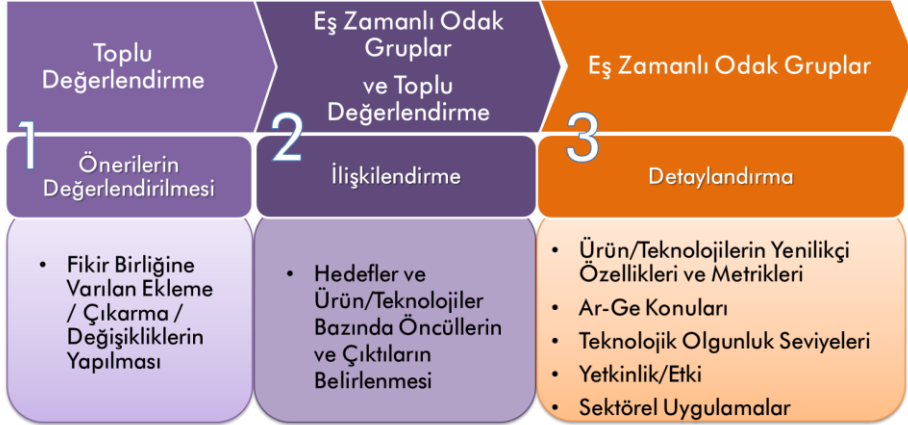 Toplu
Değerlendirme
1
Önerilerin
Değerlendirilmesi
• Fikir Birliğine
Varılan Ekleme
/ Çıkarma /
Değişikliklerin
Yapılması
Eş Zamanlı Odak
Gruplar
ve Toplu
Değerlendirme
2
İlişkilendirme
• Hedefler ve
Ürün/Teknolojiler
Bazında Öncüllerin
ve Çıktıların
Belirlenmesi
Eş Zamanlı Odak Gruplar
3
Detaylandırma
• Ürün/Teknolojilerin Yenilikçi
Özellikleri ve Metrikleri
• Ar-Ge Konuları
• Teknolojik Olgunluk Seviyeleri
• Yetkinlik/Etki
• Sektörel Uygulamalar